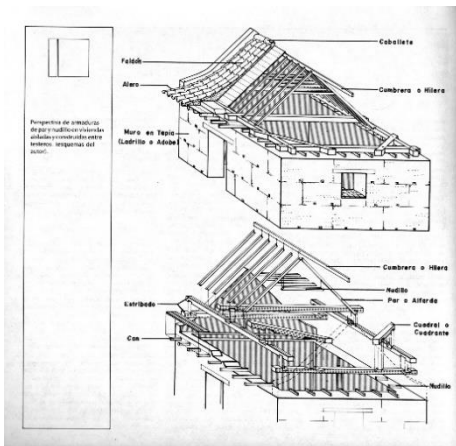 Perspectiva de armaduras
de par y nudillo en viviendas
aisladas y construidas entre
testeros. (esquemas del
autor).
Caballete
Faldón
Cumbrera o Hilera
Alero
Muro en Tapia
(Ladrillo o Adobe)
Cumbrera o Hilera
Nudillo
Par o Alfarda
Estribado
Cuadral o
Cuadrante
Can
Nudillo